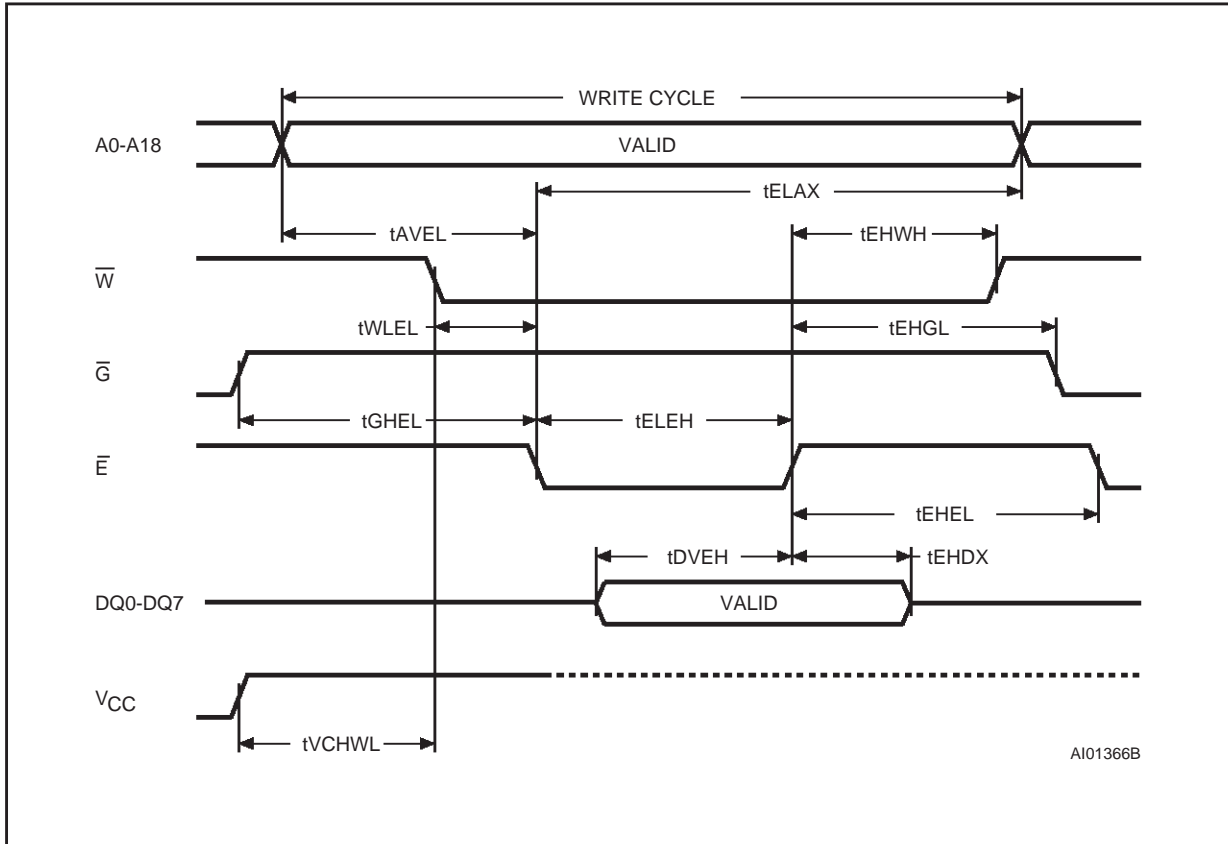 WRITE CYCLE
A0-A18
VALID
tELAX
tAVEL
tEHWH
W̅
tWLEL
tEHGL
G̅
tGHEL
tELEH
E̅
tEHEL
tDVEH
tEHDX
DQ0-DQ7
VALID
VCC
tVCHWL
AI01366B